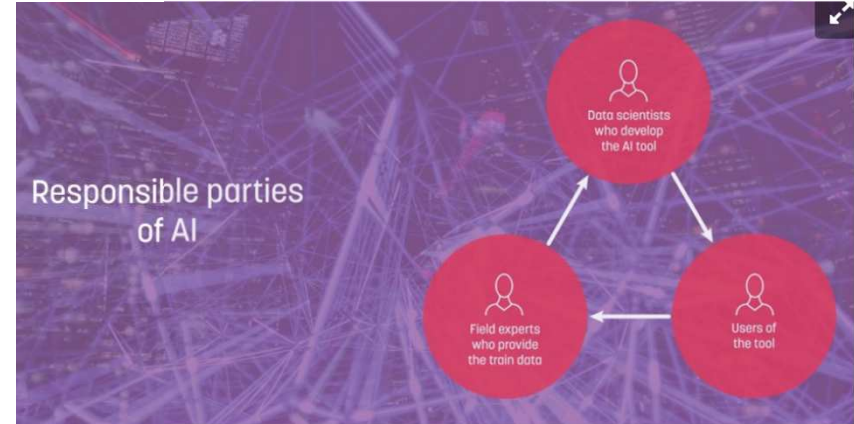 Responsible parties
of AI
Data scientists
who develop
the AI tool
Field experts
who provide
the train data
Users of
the tool